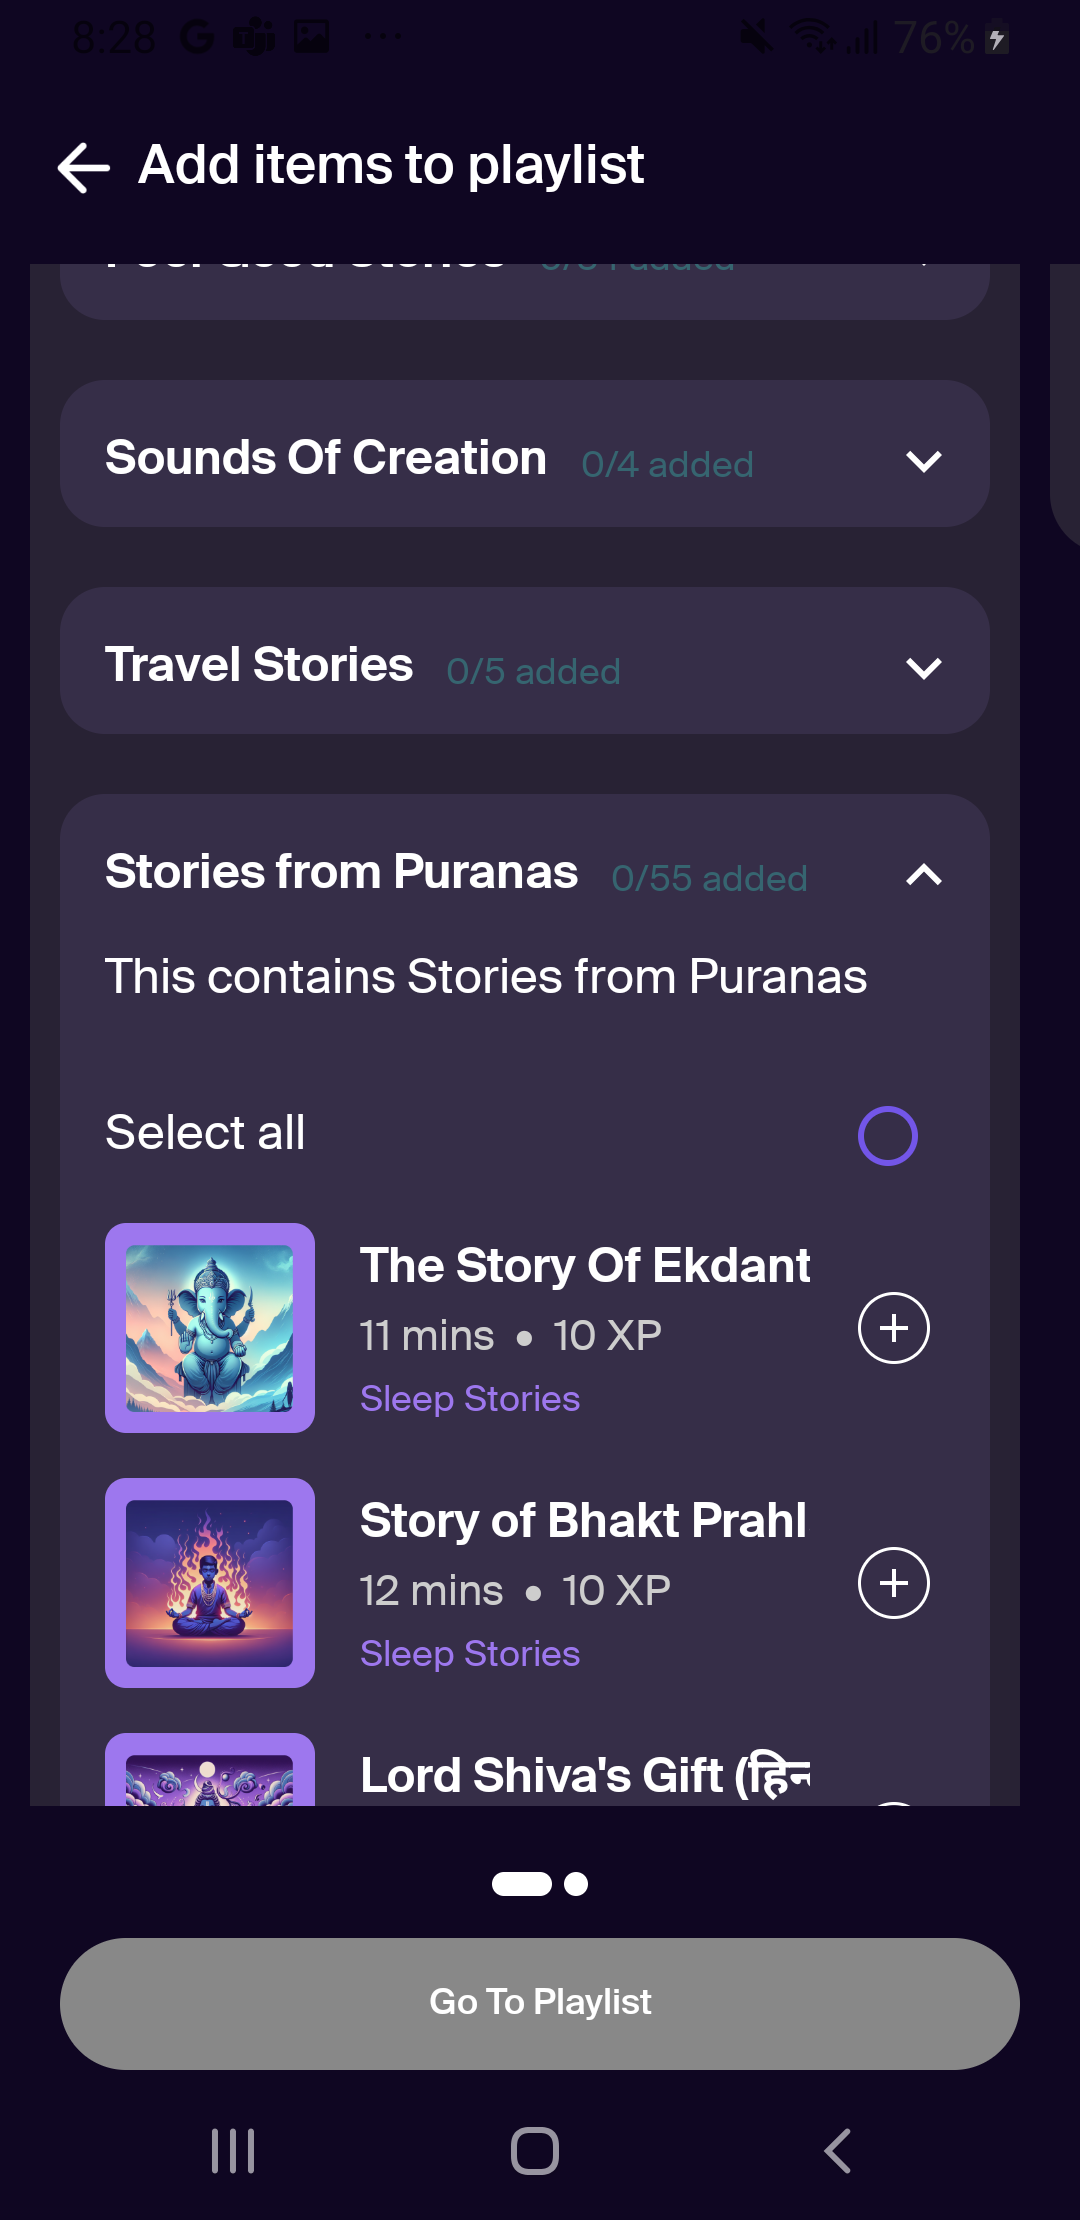 8:28
76%
Add items to playlist
Sounds Of Creation 0/4 added
Travel Stories 0/5 added
Stories from Puranas 0/55 added
This contains Stories from Puranas
Select all
The Story Of Ekdant
11 mins • 10 XP
Sleep Stories
Story of Bhakt Prahl
12 mins • 10 XP
Sleep Stories
Lord Shiva's Gift (हिन
Go To Playlist